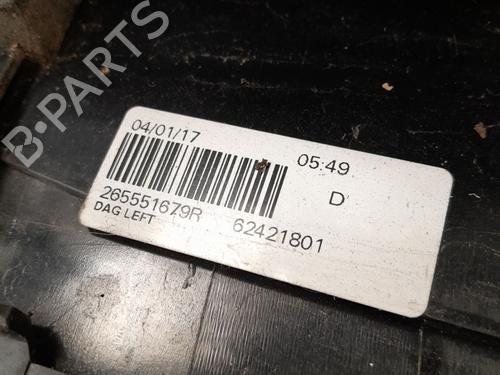 B-PARTS
04/01/17
05:49
D
265551679R
62421801
DAG LEFT